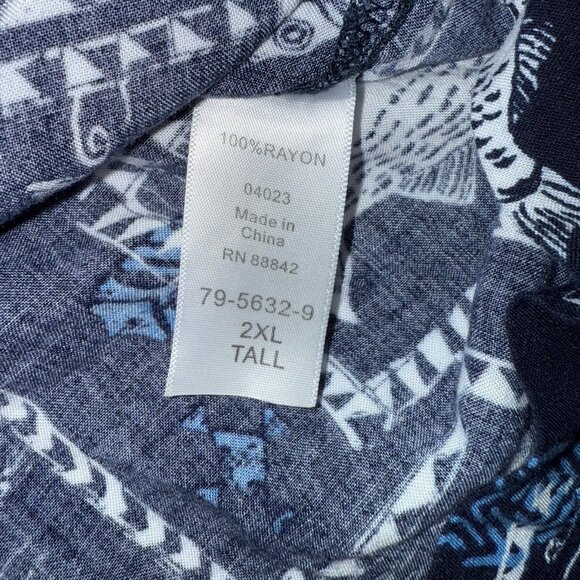 100%RAYON
04023
Made in
China
RN 88842
79-5632-9
2XL
TALL